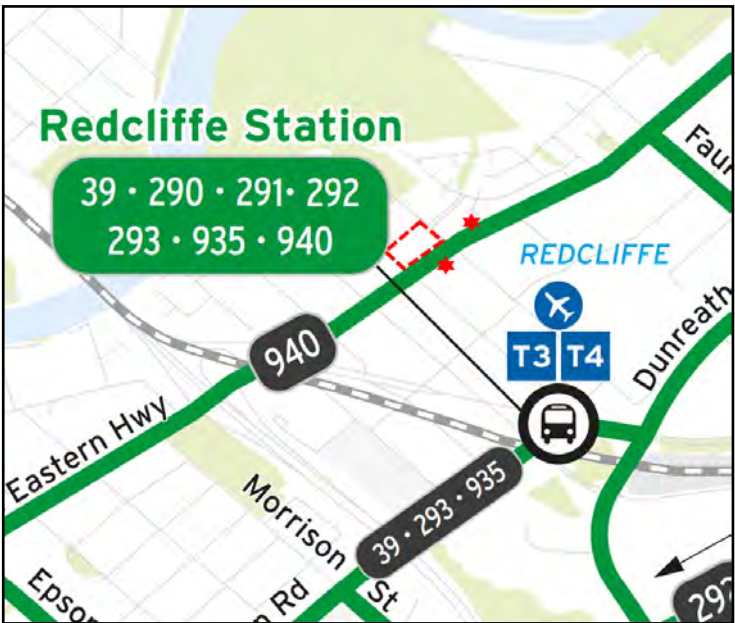 Redcliffe Station
39 · 290 · 291 · 292
293 · 935 · 940
REDCLIFFE
T3 T4
Dunreath
940
Eastern Hwy
Morrison
St
39 · 293 · 935
Rd
292